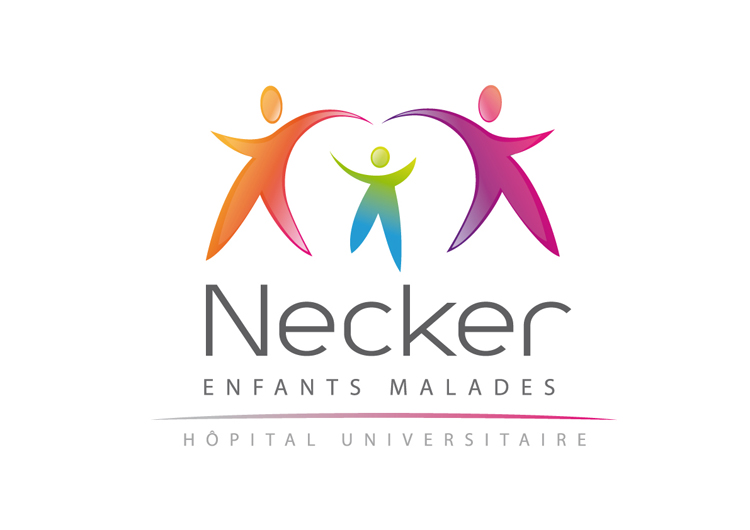 Necker
ENFANTS MALADES
HÔPITAL UNIVERSITAIRE